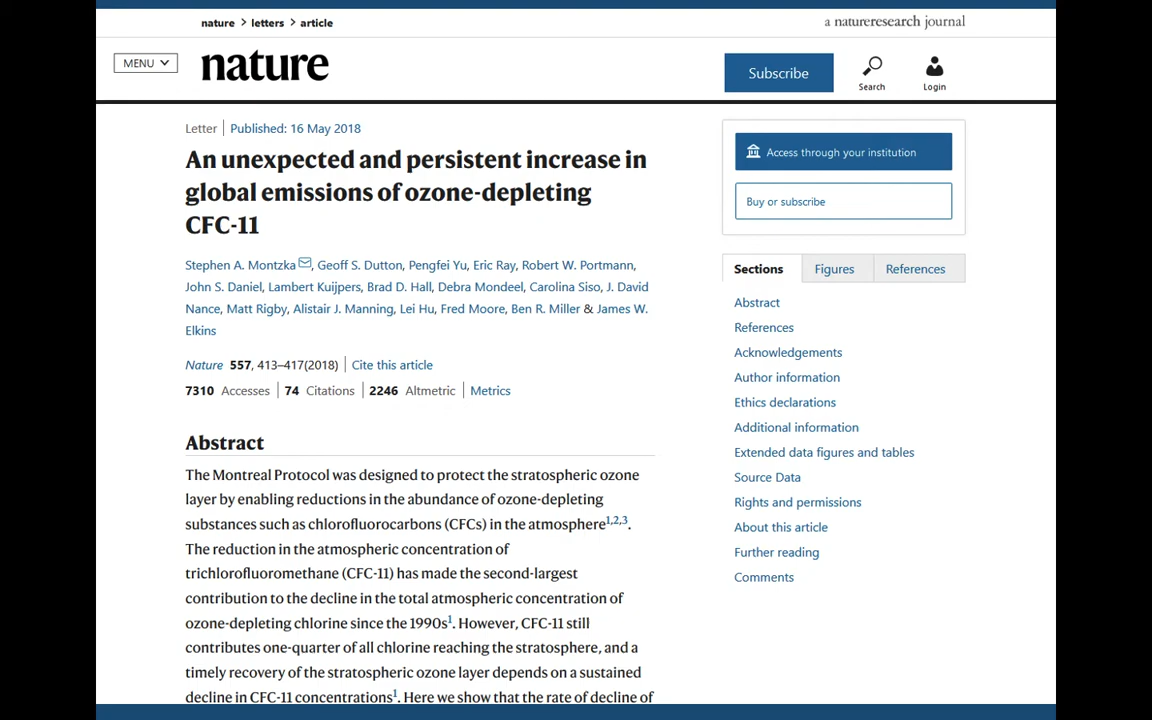 nature > letters > article
a natureresearch journal
MENU
nature
Subscribe
Search
Login
Letter | Published: 16 May 2018
An unexpected and persistent increase in
global emissions of ozone-depleting
CFC-11
Stephen A. Montzka, Geoff S. Dutton, Pengfei Yu, Eric Ray, Robert W. Portmann,
John S. Daniel, Lambert Kuijpers, Brad D. Hall, Debra Mondeel, Carolina Siso, J. David
Nance, Matt Rigby, Alistair J. Manning, Lei Hu, Fred Moore, Ben R. Miller & James W.
Elkins
Nature 557, 413–417(2018) | Cite this article
7310 Accesses | 74 Citations | 2246 Altmetric | Metrics
Abstract
The Montreal Protocol was designed to protect the stratospheric ozone
layer by enabling reductions in the abundance of ozone-depleting
substances such as chlorofluorocarbons (CFCs) in the atmosphere1,2,3.
The reduction in the atmospheric concentration of
trichlorofluoromethane (CFC-11) has made the second-largest
contribution to the decline in the total atmospheric concentration of
ozone-depleting chlorine since the 1990s1. However, CFC-11 still
contributes one-quarter of all chlorine reaching the stratosphere, and a
timely recovery of the stratospheric ozone layer depends on a sustained
decline in CFC-11 concentrations1. Here we show that the rate of decline of
Access through your institution
Buy or subscribe
Sections
Figures
References
Abstract
References
Acknowledgements
Author information
Ethics declarations
Additional information
Extended data figures and tables
Source Data
Rights and permissions
About this article
Further reading
Comments